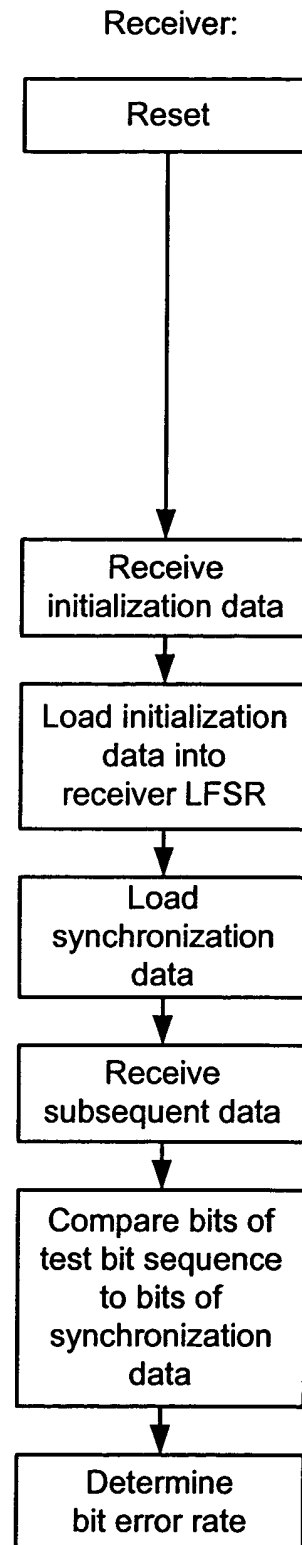 Receiver:
Reset
Receive
initialization data
Load initialization
data into
receiver LFSR
Load
synchronization
data
Receive
subsequent data
Compare bits of
test bit sequence
to bits of
synchronization
data
Determine
bit error rate